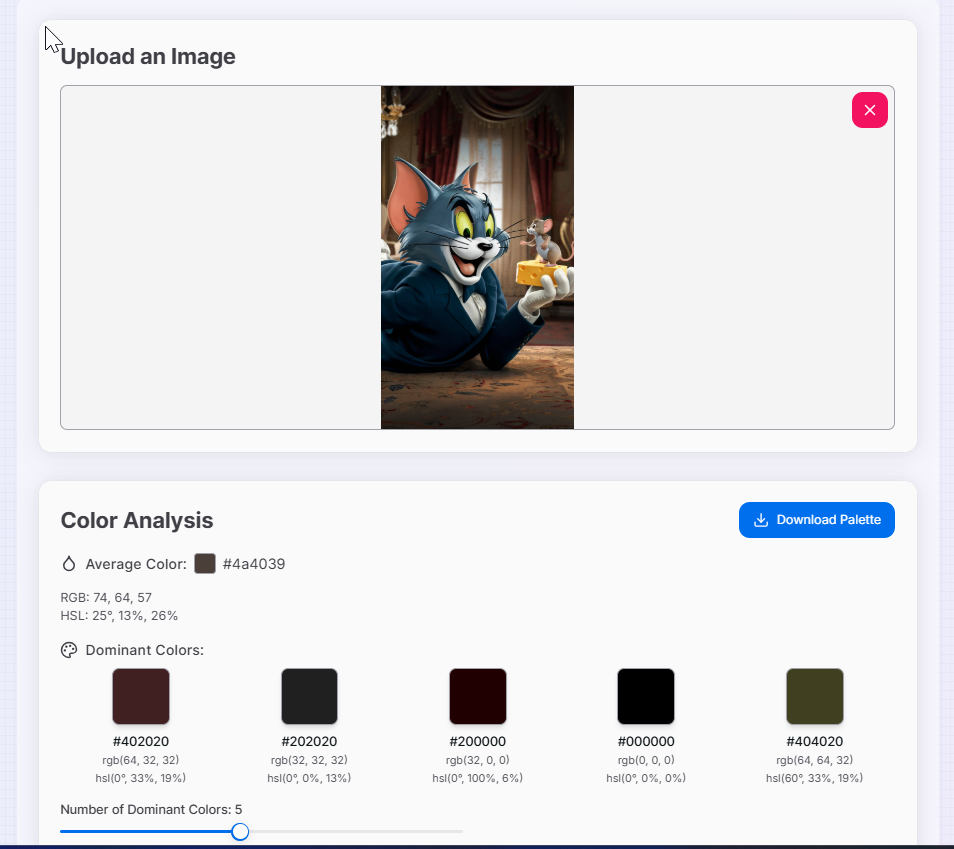 Upload an Image
Color Analysis
Download Palette
Average Color: #4a4039
RGB: 74, 64, 57
HSL: 25°, 13%, 26%
Dominant Colors:
#402020 #202020 #200000 #000000 #404020
rgb(64, 32, 32) rgb(32, 32, 32) rgb(32, 0, 0) rgb(0, 0, 0) rgb(64, 64, 32)
hsl(0°, 33%, 19%) hsl(0°, 0%, 13%) hsl(0°, 100%, 6%) hsl(0°, 0%, 0%) hsl(60°, 33%, 19%)
Number of Dominant Colors: 5